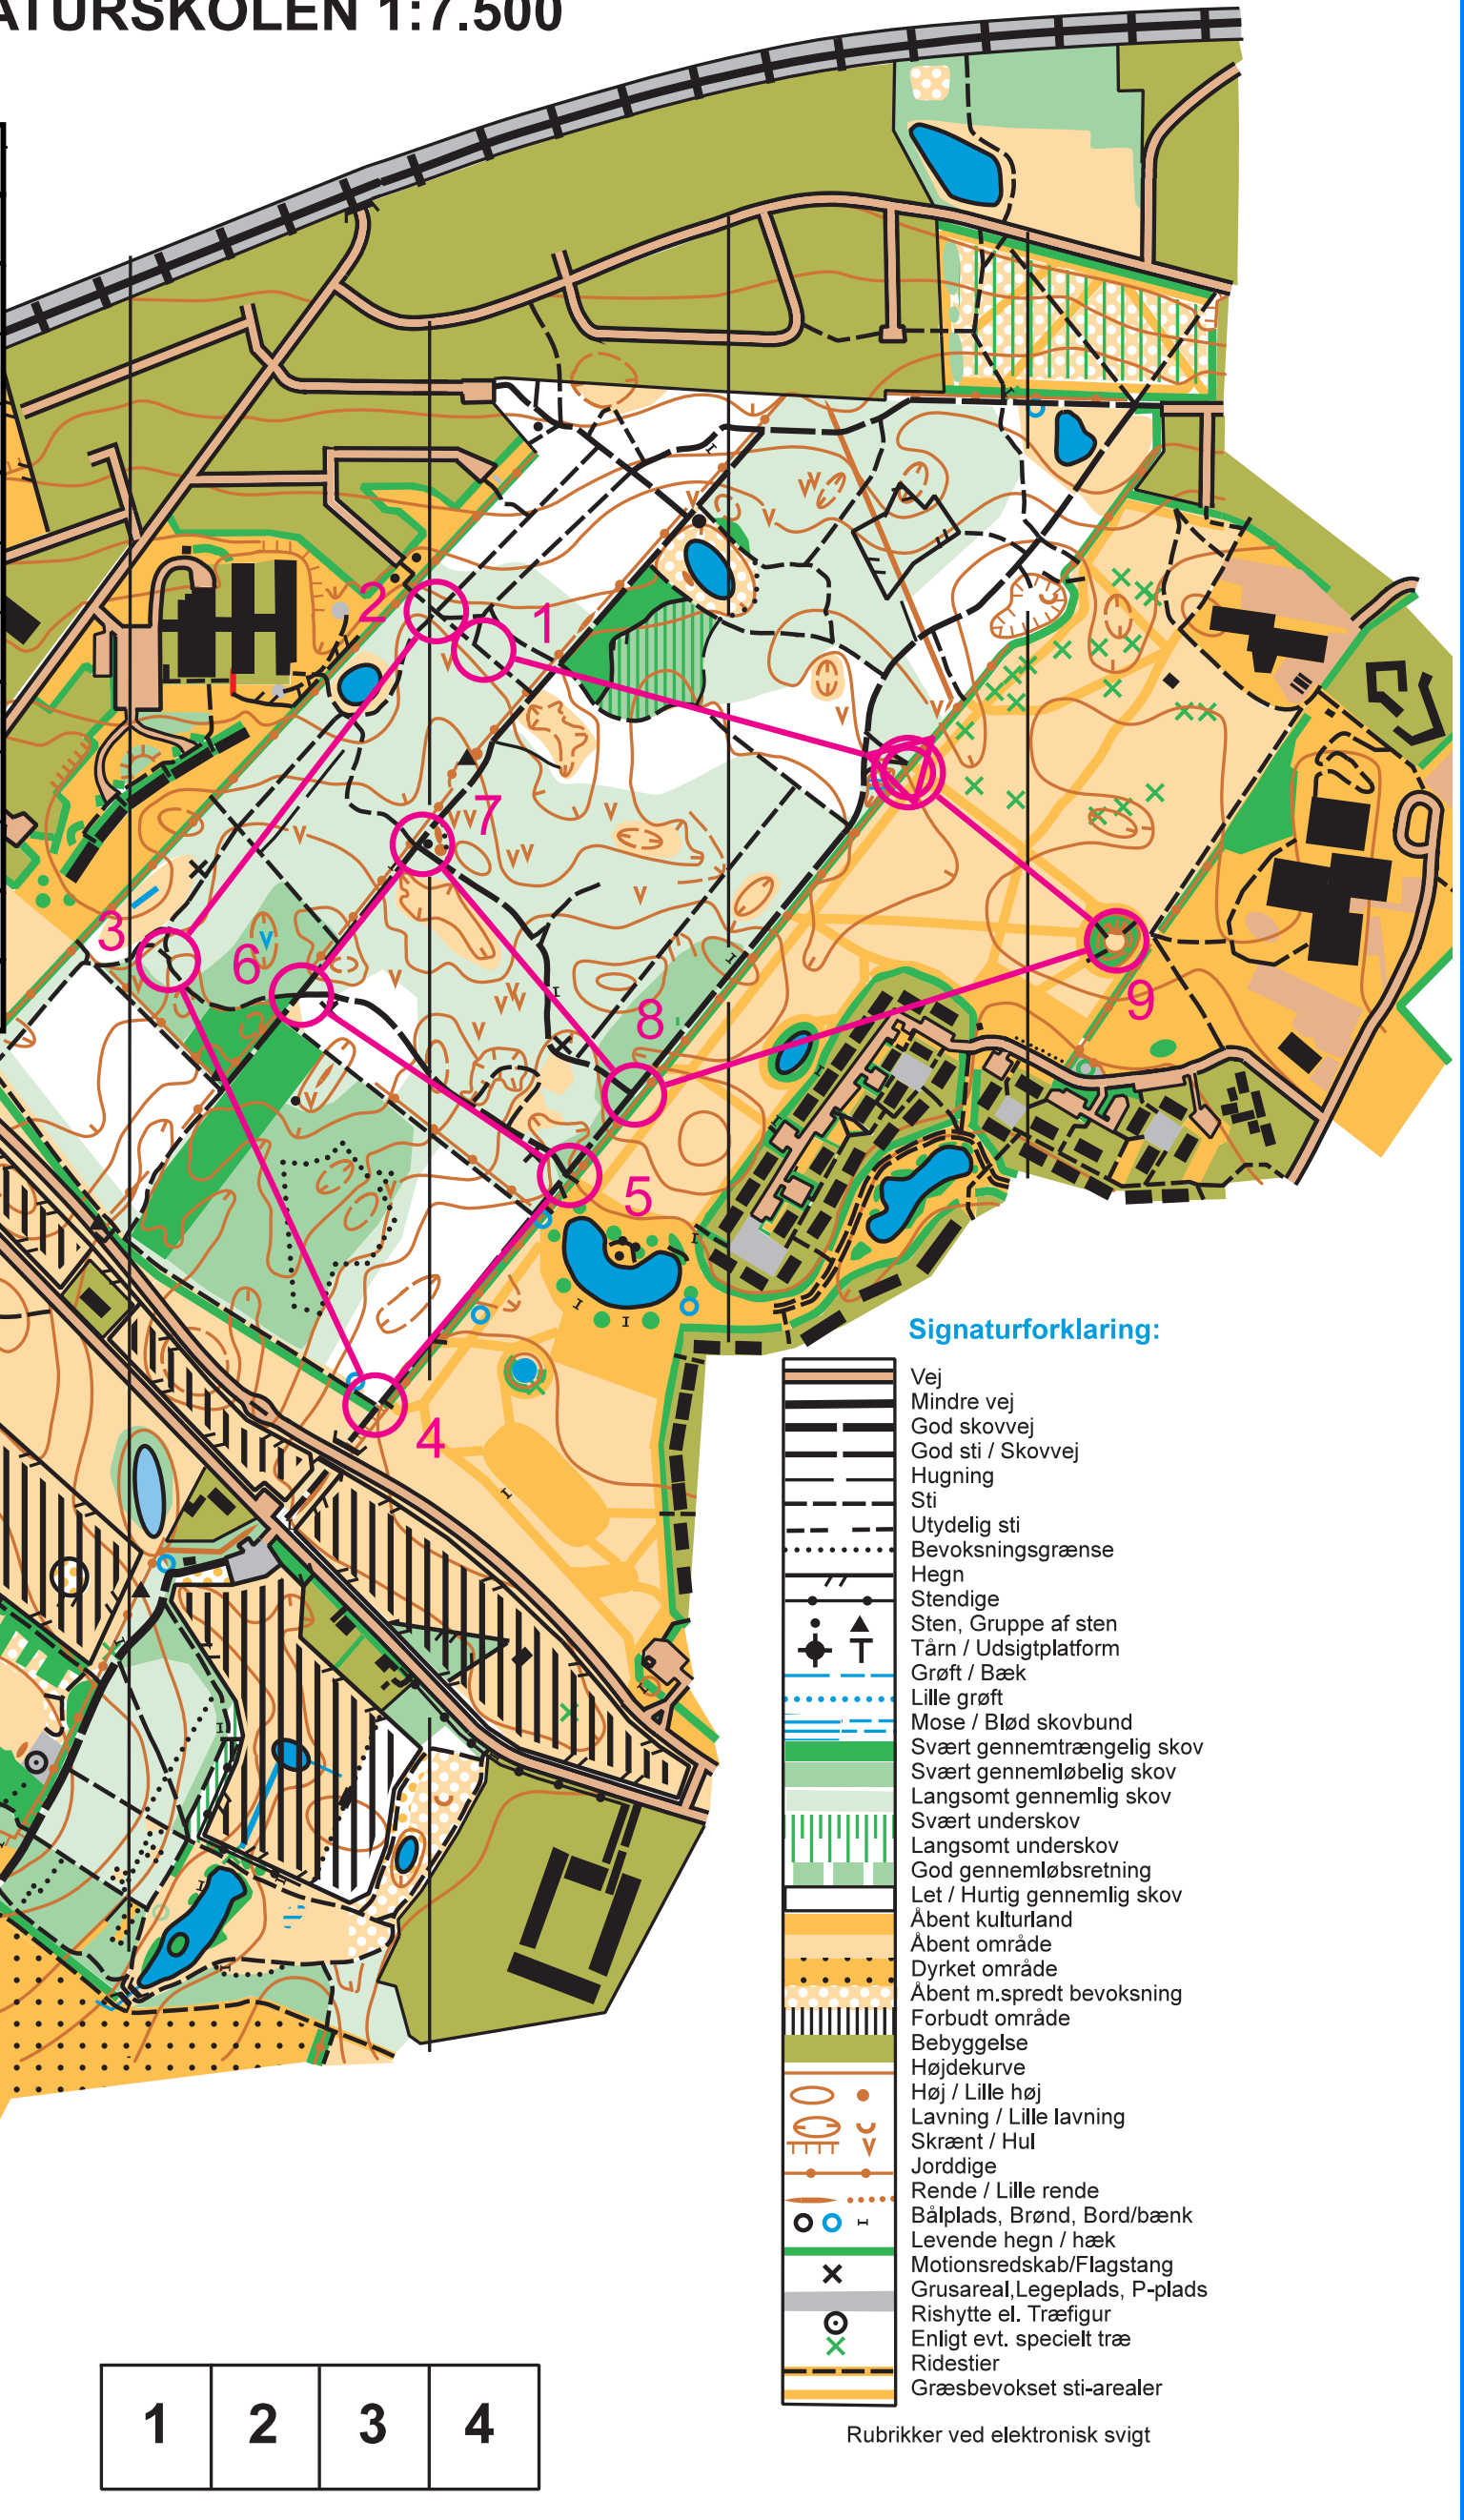 ATURSKOLEN 1:7.500
1
2
3
4
5
6
7
8
9
Signaturforklaring:
Vej
Mindre vej
God skovvej
God sti / Skovvej
Hugning
Sti
Utydelig sti
Bevoksningsgrænse
Hegn
Stendige
Sten, Gruppe af sten
Tårn / Udsigtplatform
Grøft / Bæk
Lille grøft
Mose / Blød skovbund
Svært gennemtrængelig skov
Svært gennemløbelig skov
Langsomt gennemlig skov
Svært underskov
Langsomt underskov
God gennemløbsretning
Let / Hurtig gennemlig skov
Åbent kulturland
Åbent område
Dyrket område
Åbent m.spredt bevoksning
Forbudt område
Bebyggelse
Højdekurve
Høj / Lille høj
Lavning / Lille lavning
Skrænt / Hul
Jorddige
Rende / Lille rende
Bålplads, Brønd, Bord/bænk
Levende hegn / hæk
Motionsredskab/Flagstang
Grusareal,Legeplads, P-plads
Rishytte el. Træfigur
Enligt evt. specielt træ
Ridestier
Græsbevokset sti-arealer
Rubrikker ved elektronisk svigt
1 2 3 4